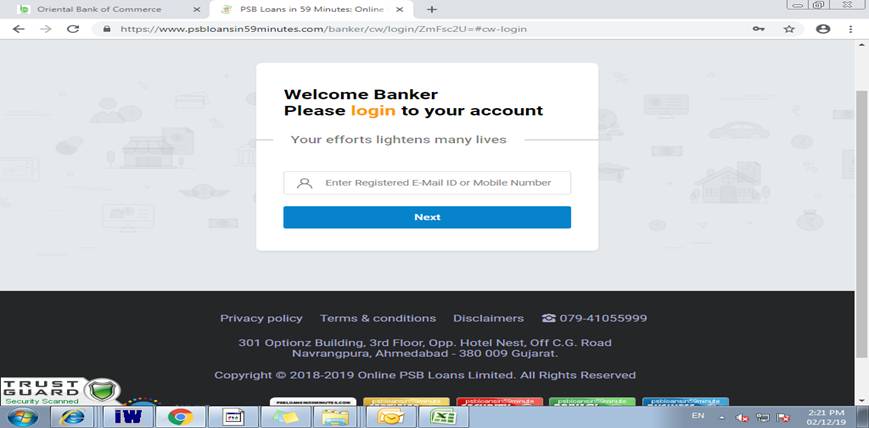 Oriental Bank of Commerce
PSB Loans in 59 Minutes: Online
https://www.psbloansin59minutes.com/banker/cw/login/ZmFsc2U=#cw-login
Welcome Banker
Please login to your account
Your efforts lightens many lives
Enter Registered E-Mail ID or Mobile Number
Next
Privacy policy Terms & conditions Disclaimers ☎ 079-41055999
301 Optionz Building, 3rd Floor, Opp. Hotel Nest, Off C.G. Road
Navrangpura, Ahmedabad - 380 009 Gujarat.
Copyright © 2018-2019 Online PSB Loans Limited. All Rights Reserved
TRUST
GUARD
Security Scanned
iW
EN
2:21 PM
02/12/19